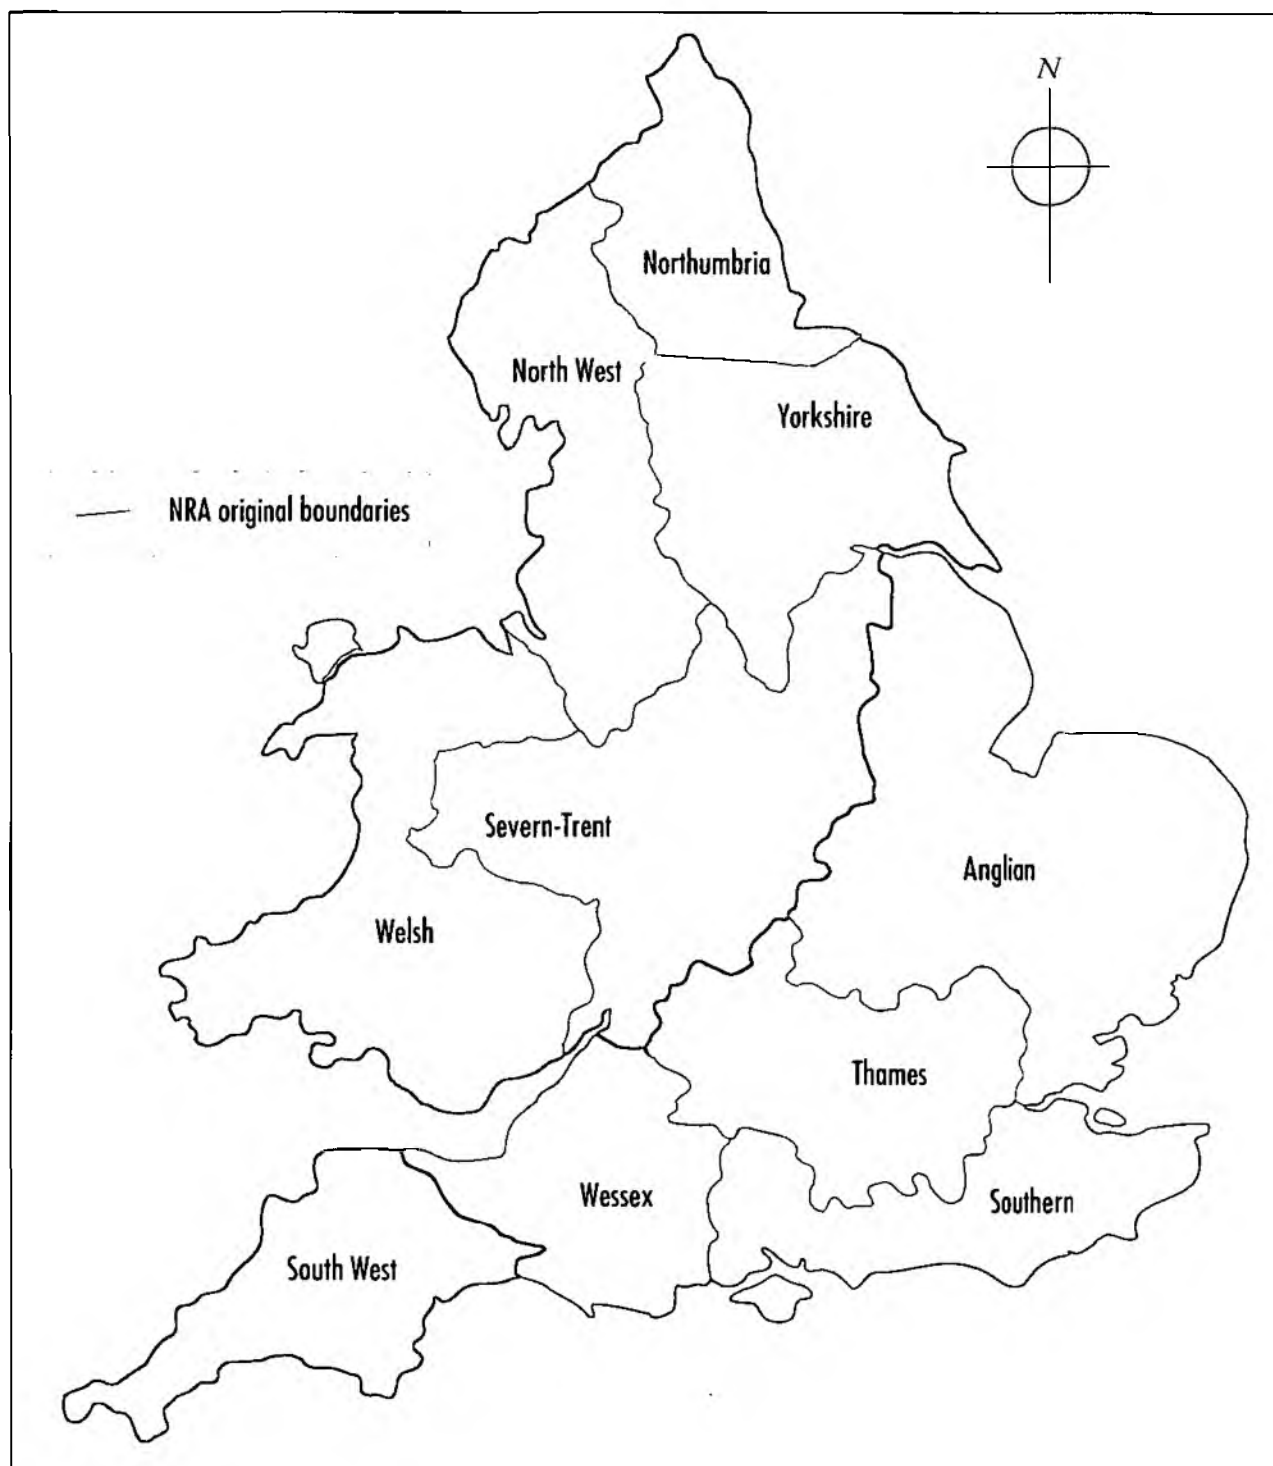 N
Northumbria
North West
Yorkshire
NRA original boundaries
Severn-Trent
Anglian
Welsh
Thames
Wessex
Southern
South West